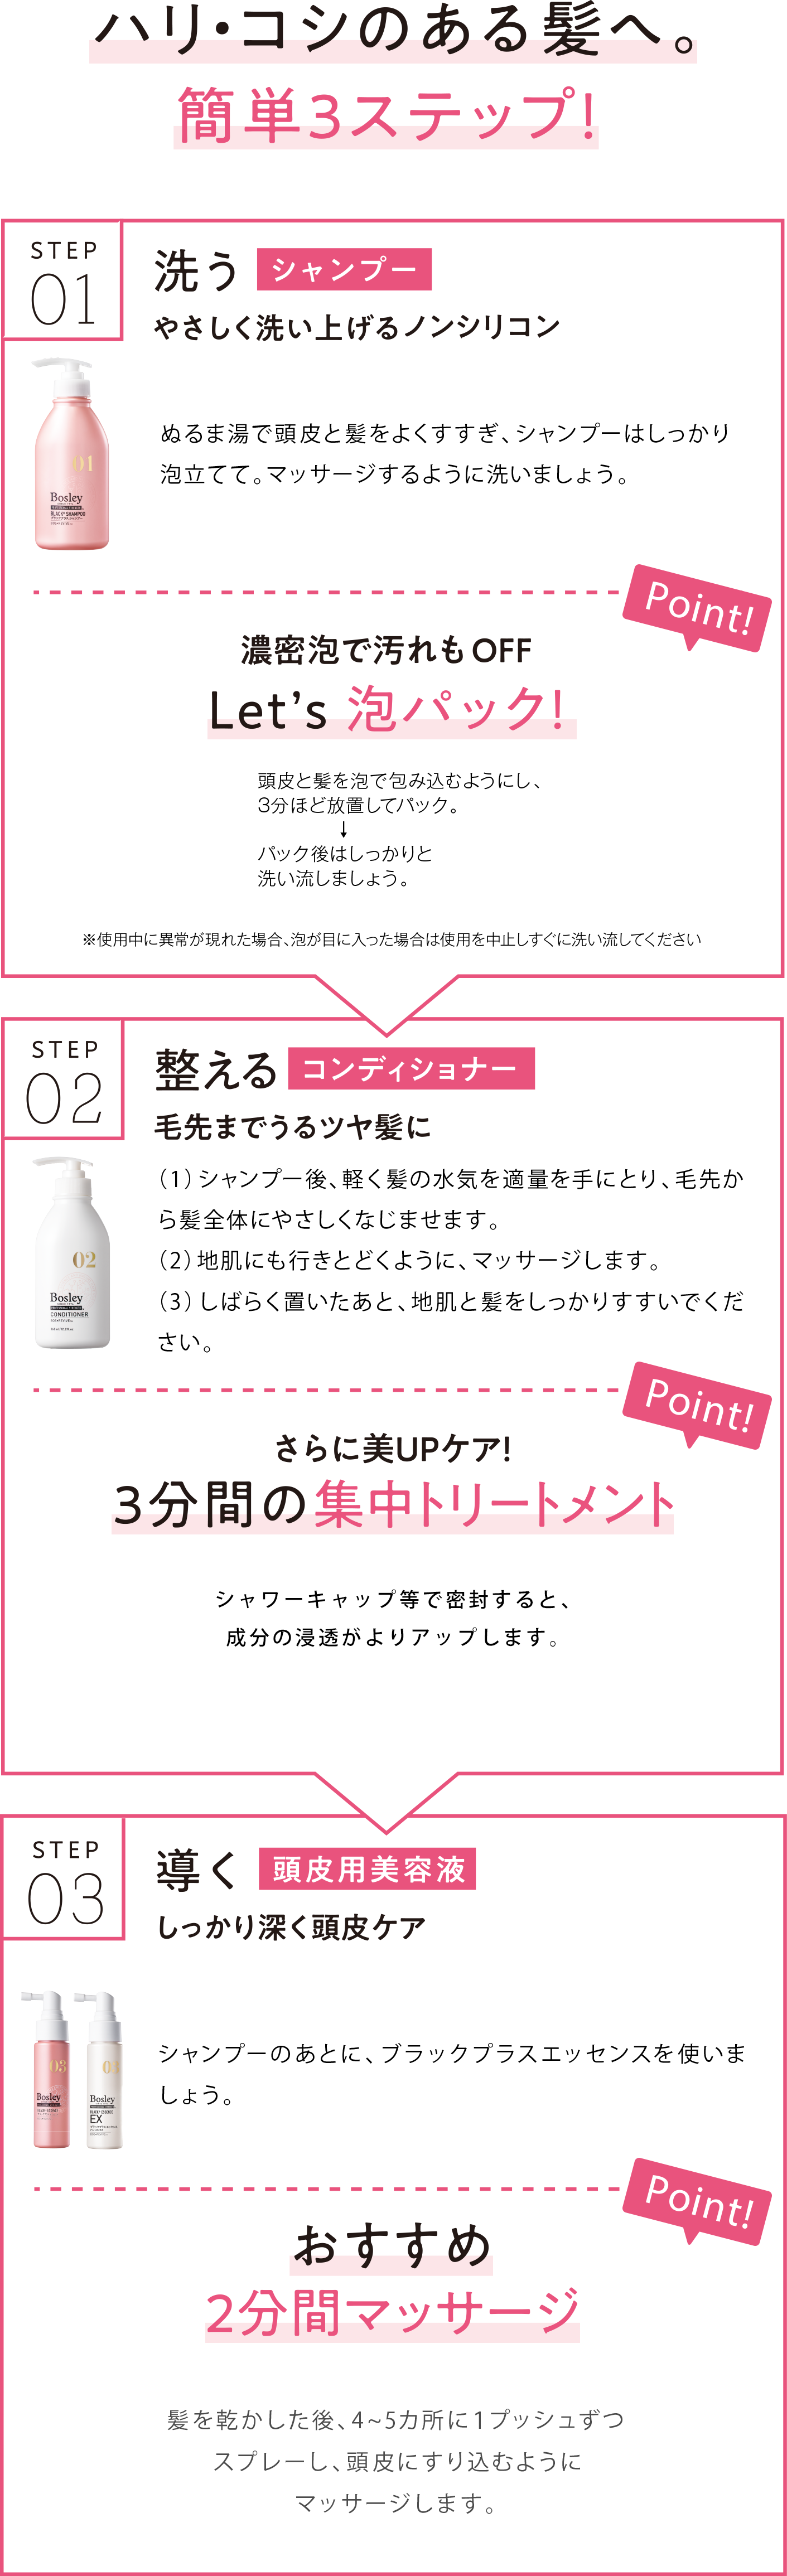 ハリ・コシのある髪へ。
簡単3ステップ!
STEP
01
洗う シャンプー
やさしく洗い上げるノンシリコン
01
Bosley
BLACK+ SHAMPOO
ブラックプラス シャンプー
ぬるま湯で頭皮と髪をよくすすぎ、シャンプーはしっかり
泡立てて。マッサージするように洗いましょう。
Point!
濃密泡で汚れもOFF
Let's 泡パック!
頭皮と髪を泡で包み込むようにし、
3分ほど放置してパック。
↓
パック後はしっかりと
洗い流しましょう。
※使用中に異常が現れた場合、泡が目に入った場合は使用を中止しすぐに洗い流してください
STEP
02
整える コンディショナー
毛先までうるツヤ髪に
02
Bosley
CONDITIONER
(1)シャンプー後、軽く髪の水気を適量を手にとり、毛先か
ら髪全体にやさしくなじませます。
(2)地肌にも行きとどくように、マッサージします。
(3)しばらく置いたあと、地肌と髪をしっかりすすいでくだ
さい。
Point!
さらに美UPケア!
3分間の集中トリートメント
シャワーキャップ等で密封すると、
成分の浸透がよりアップします。
STEP
03
導く 頭皮用美容液
しっかり深く頭皮ケア
03
Bosley
Bosley
EX
シャンプーのあとに、ブラックプラスエッセンスを使いま
しょう。
Point!
おすすめ
2分間マッサージ
髪を乾かした後、4~5カ所に1プッシュずつ
スプレーし、頭皮にすり込むように
マッサージします。